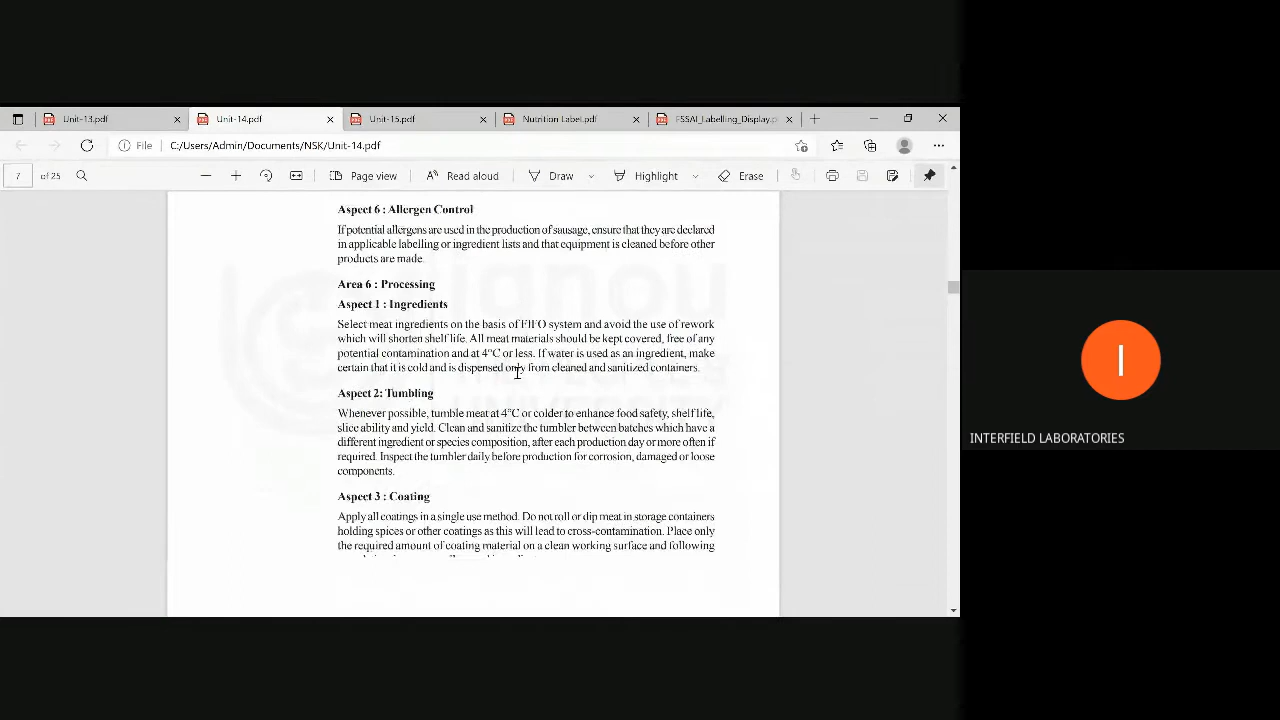 Unit-13.pdf
Unit-14.pdf
Unit-15.pdf
Nutrition Label.pdf
FSSAI_Labelling_Display.p
File
C:/Users/Admin/Documents/NSK/Unit-14.pdf
7 of 25
Page view
Read aloud
Draw
Highlight
Erase
Aspect 6 : Allergen Control
If potential allergens are used in the production of sausage, ensure that they are declared
in applicable labelling or ingredient lists and that equipment is cleaned before other
products are made.
Area 6 : Processing
Aspect 1 : Ingredients
Select meat ingredients on the basis of FIFO system and avoid the use of rework
which will shorten shelf life. All meat materials should be kept covered, free of any
potential contamination and at 4°C or less. If water is used as an ingredient, make
certain that it is cold and is dispensed only from cleaned and sanitized containers.
Aspect 2: Tumbling
Whenever possible, tumble meat at 4°C or colder to enhance food safety, shelf life,
slice ability and yield. Clean and sanitize the tumbler between batches which have a
different ingredient or species composition, after each production day or more often if
required. Inspect the tumbler daily before production for corrosion, damaged or loose
components.
Aspect 3 : Coating
Apply all coatings in a single use method. Do not roll or dip meat in storage containers
holding spices or other coatings as this will lead to cross-contamination. Place only
the required amount of coating material on a clean working surface and following
ignou
THE PEOPLE'S
UNIVERSITY
I
INTERFIELD LABORATORIES